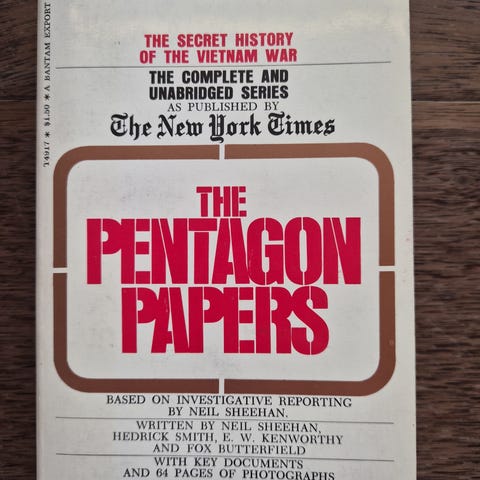 T4917 * $1.50 * A BANTAM EXPORT
THE SECRET HISTORY
OF THE VIETNAM WAR
THE COMPLETE AND
UNABRIDGED SERIES
AS PUBLISHED BY
The New York Times
THE
PENTAGON
PAPERS
BASED ON INVESTIGATIVE REPORTING
BY NEIL SHEEHAN.
WRITTEN BY NEIL SHEEHAN,
HEDRICK SMITH, E. W. KENWORTHY
AND FOX BUTTERFIELD
WITH KEY DOCUMENTS
AND 64 PAGES OF PHOTOGRAPHS